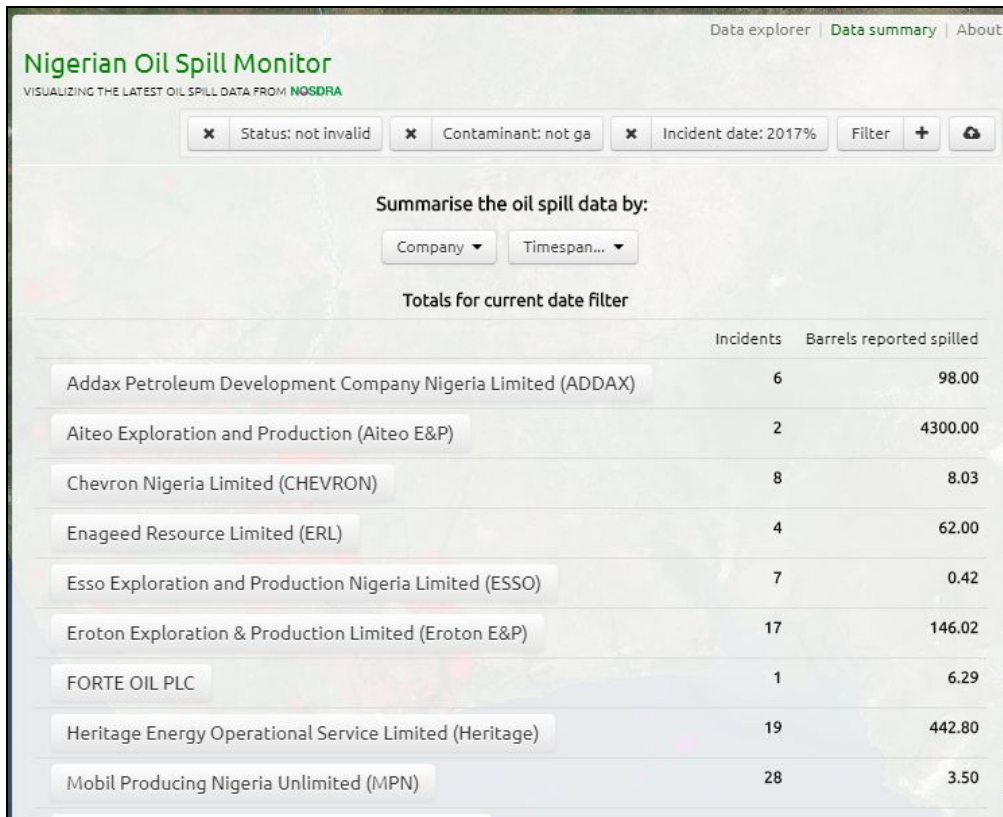 Data explorer | Data summary | About
Nigerian Oil Spill Monitor
VISUALIZING THE LATEST OIL SPILL DATA FROM NOSDRA
Status: not invalid Contaminant: not ga Incident date: 2017% Filter +
Summarise the oil spill data by:
Company Timespan...
Totals for current date filter
Incidents Barrels reported spilled
Addax Petroleum Development Company Nigeria Limited (ADDAX) 6 98.00
Aiteo Exploration and Production (Aiteo E&P) 2 4300.00
Chevron Nigeria Limited (CHEVRON) 8 8.03
Enageed Resource Limited (ERL) 4 62.00
Esso Exploration and Production Nigeria Limited (ESSO) 7 0.42
Eroton Exploration & Production Limited (Eroton E&P) 17 146.02
FORTE OIL PLC 1 6.29
Heritage Energy Operational Service Limited (Heritage) 19 442.80
Mobil Producing Nigeria Unlimited (MPN) 28 3.50